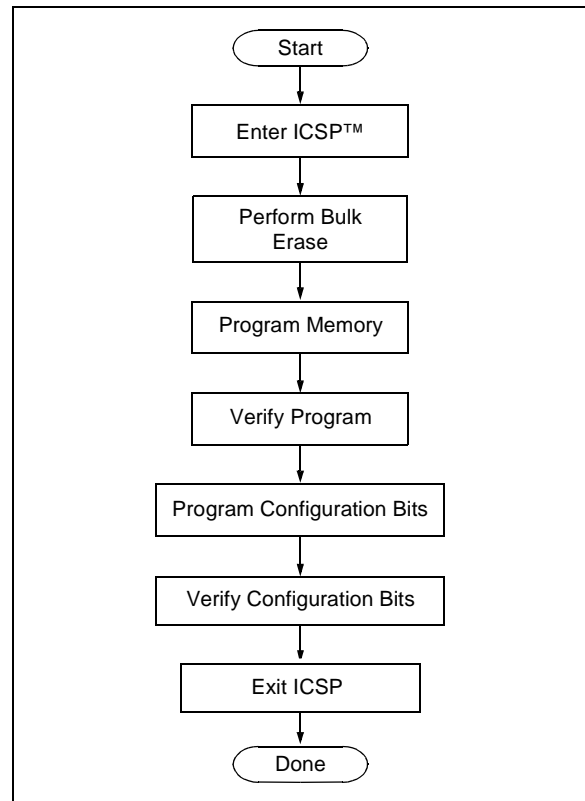 Start
Enter ICSP™
Perform Bulk
Erase
Program Memory
Verify Program
Program Configuration Bits
Verify Configuration Bits
Exit ICSP
Done